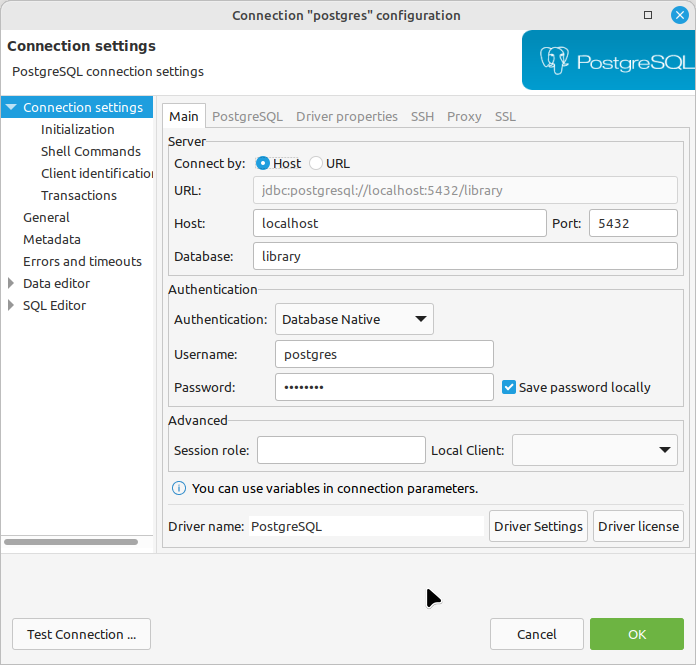 Connection "postgres" configuration
Connection settings
PostgreSQL connection settings
PostgreSQL
Connection settings
Initialization
Shell Commands
Client identification
Transactions
General
Metadata
Errors and timeouts
Data editor
SQL Editor
Main PostgreSQL Driver properties SSH Proxy SSL
Server
Connect by: Host URL
URL: jdbc:postgresql://localhost:5432/library
Host: localhost Port: 5432
Database: library
Authentication
Authentication: Database Native
Username: postgres
Password: ••••••••  Save password locally
Advanced
Session role: Local Client:
You can use variables in connection parameters.
Driver name: PostgreSQL Driver Settings Driver license
Test Connection ... Cancel OK